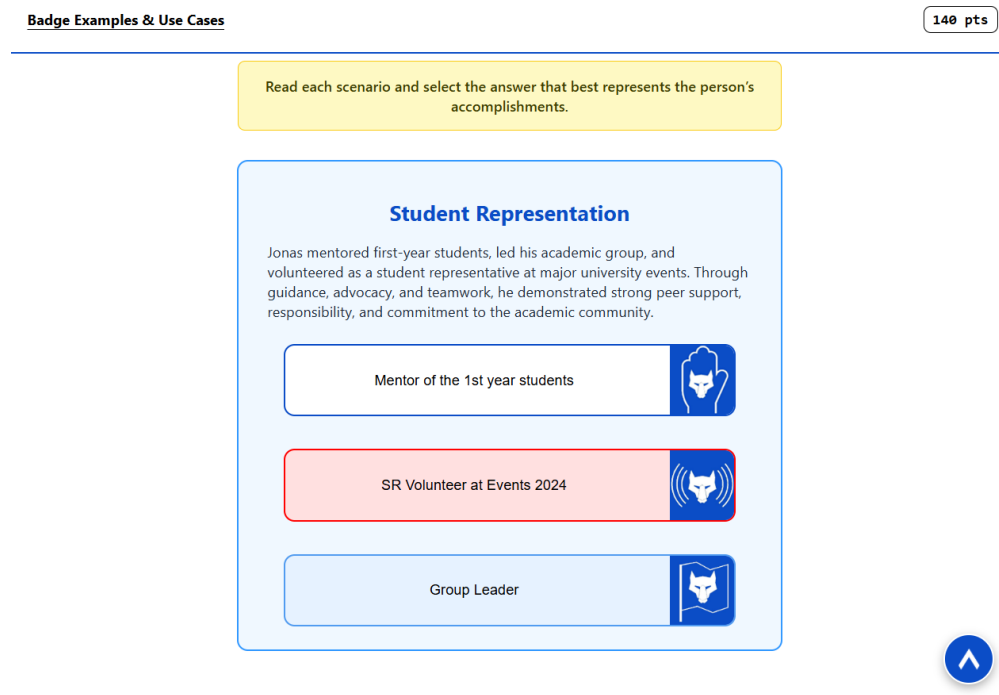 Badge Examples & Use Cases
140 pts
Read each scenario and select the answer that best represents the person’s
accomplishments.
Student Representation
Jonas mentored first-year students, led his academic group, and
volunteered as a student representative at major university events. Through
guidance, advocacy, and teamwork, he demonstrated strong peer support,
responsibility, and commitment to the academic community.
Mentor of the 1st year students
SR Volunteer at Events 2024
Group Leader